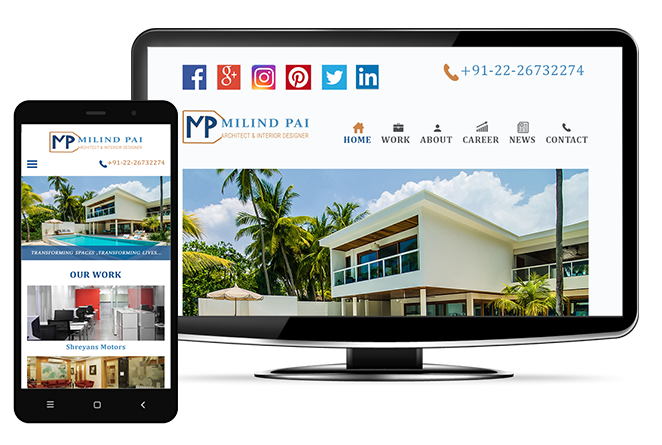 +91-22-26732274
MP MILIND PAI
ARCHITECT & INTERIOR DESIGNER
HOME WORK ABOUT CAREER NEWS CONTACT
MP MILIND PAI
ARCHITECT & INTERIOR DESIGNER
+91-22-26732274
TRANSFORMING SPACES ,TRANSFORMING LIVES...
OUR WORK
Shreyans Motors